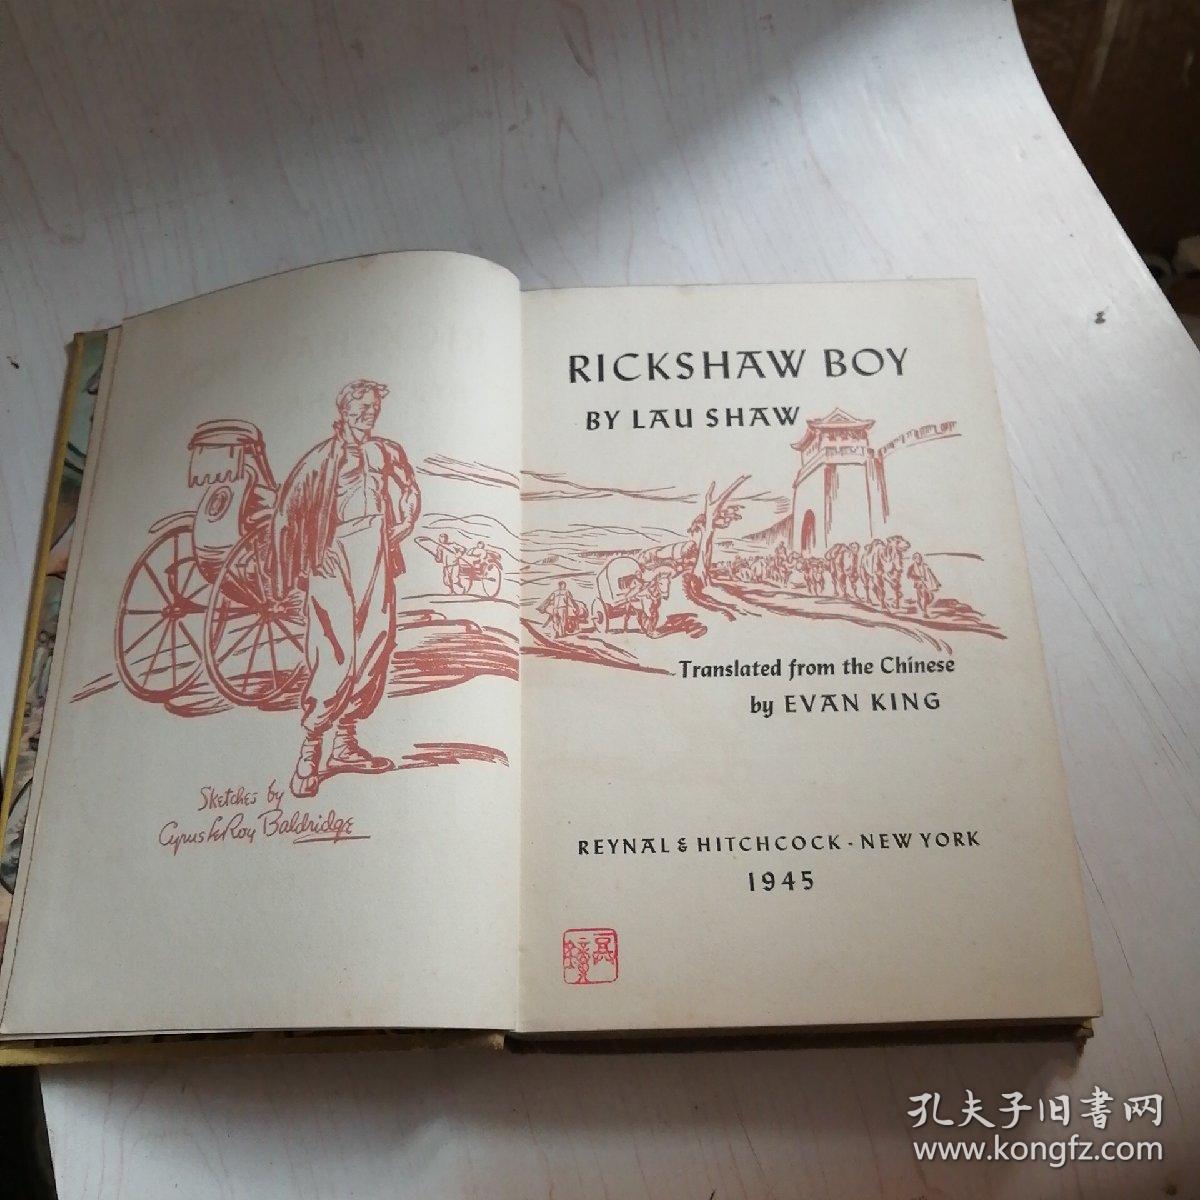 Sketches by
Cyrus LeRoy Baldridge
RICKSHAW BOY
BY LAU SHAW
Translated from the Chinese
by EVAN KING
REYNAL & HITCHCOCK · NEW YORK
1945
孔夫子旧書网
www.kongfz.com